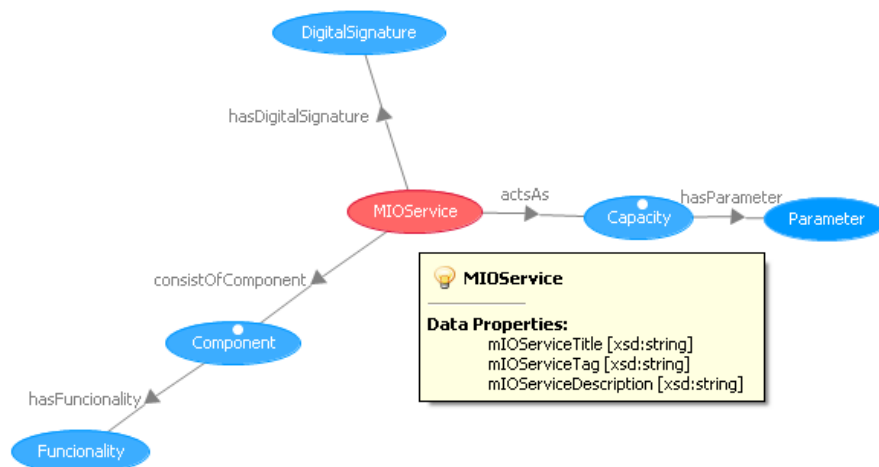 DigitalSignature
hasDigitalSignature
actsAs
hasParameter
MIOService
Capacity
Parameter
consistOfComponent
MIOService
Data Properties:
mIOServiceTitle [xsd:string]
mIOServiceTag [xsd:string]
mIOServiceDescription [xsd:string]
Component
hasFuncionality
Funcionality